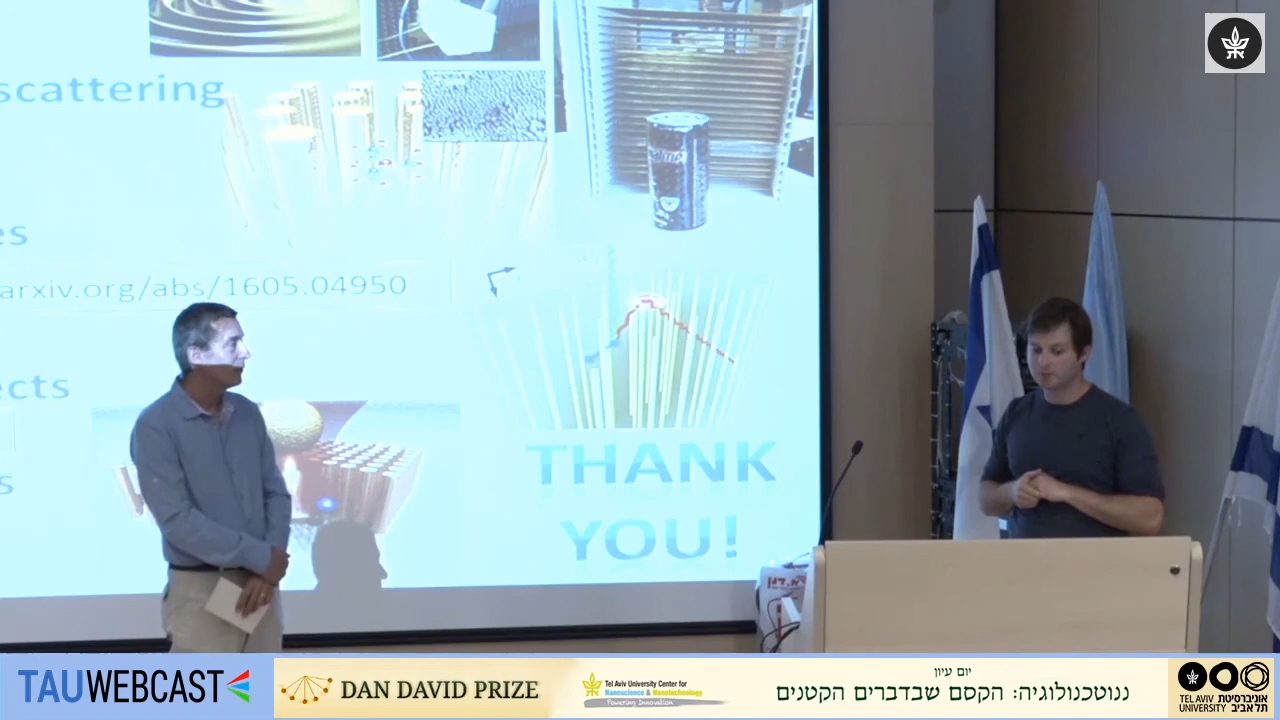 scattering
es
arxiv.org/abs/1605.04950
ects
s
THANK
YOU!
TAUWEBCAST
DAN DAVID PRIZE
Tel Aviv University Center for
Nanoscience & Nanotechnology
Powering Innovation
יום עיון
ננוטכנולוגיה: הקסם שבדברים הקטנים
TEL AVIV UNIVERSITY
אוניברסיטת תל אביב